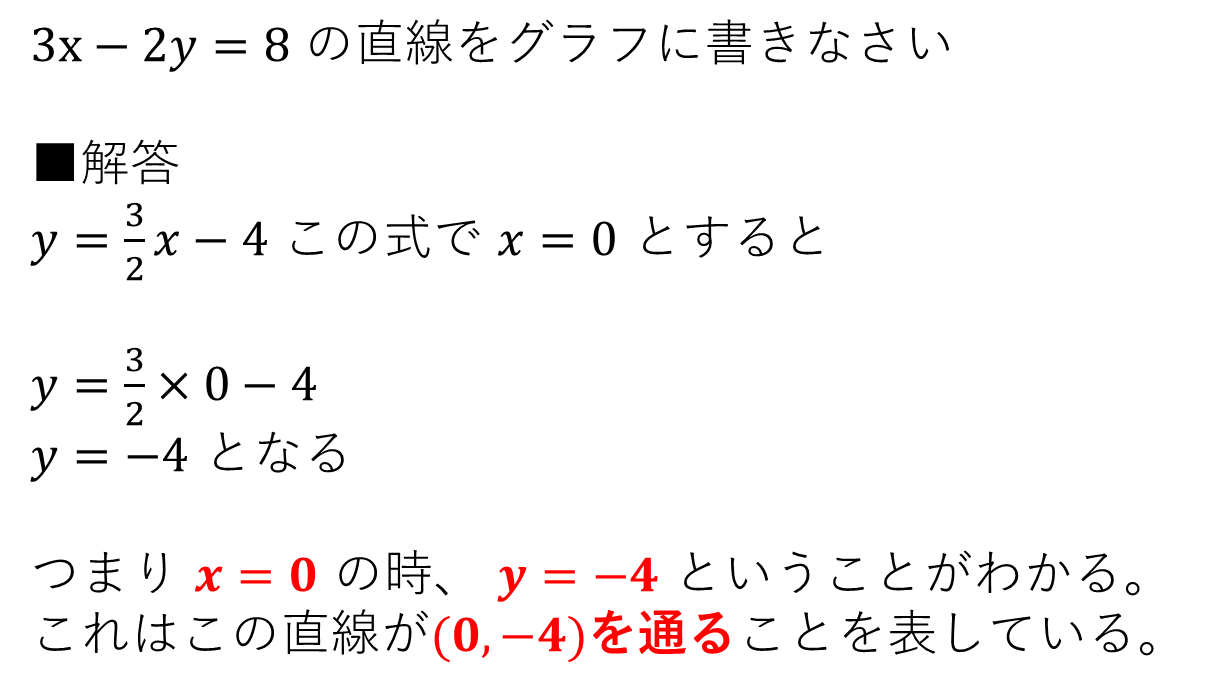 3x − 2y = 8 の直線をグラフに書きなさい
■解答
y = 3/2 x − 4 この式で x = 0 とすると
y = 3/2 × 0 − 4
y = −4 となる
つまり x = 0 の時、 y = −4 ということがわかる。
これはこの直線が(0, −4)を通ることを表している。